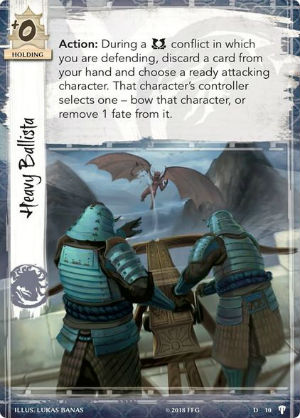 +0
HOLDING
Action: During a conflict in which
you are defending, discard a card from
your hand and choose a ready attacking
character. That character's controller
selects one – bow that character, or
remove 1 fate from it.
Heavy Ballista
ILLUS. LUKAS BANAS
© 2018 FFG
D 10